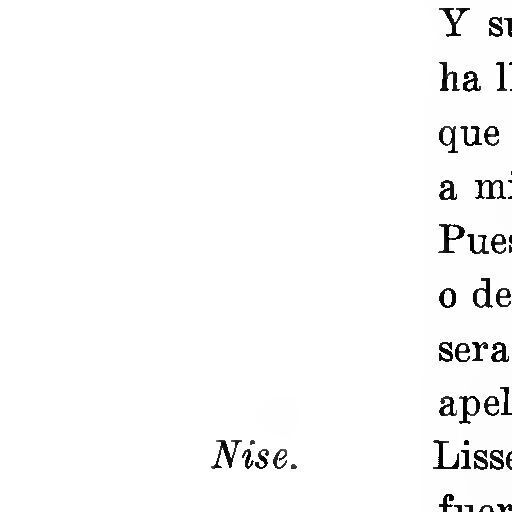 Y su
ha ll
que
a mi
Pues
o de
sera
apel
Nise. Lisse
fuer